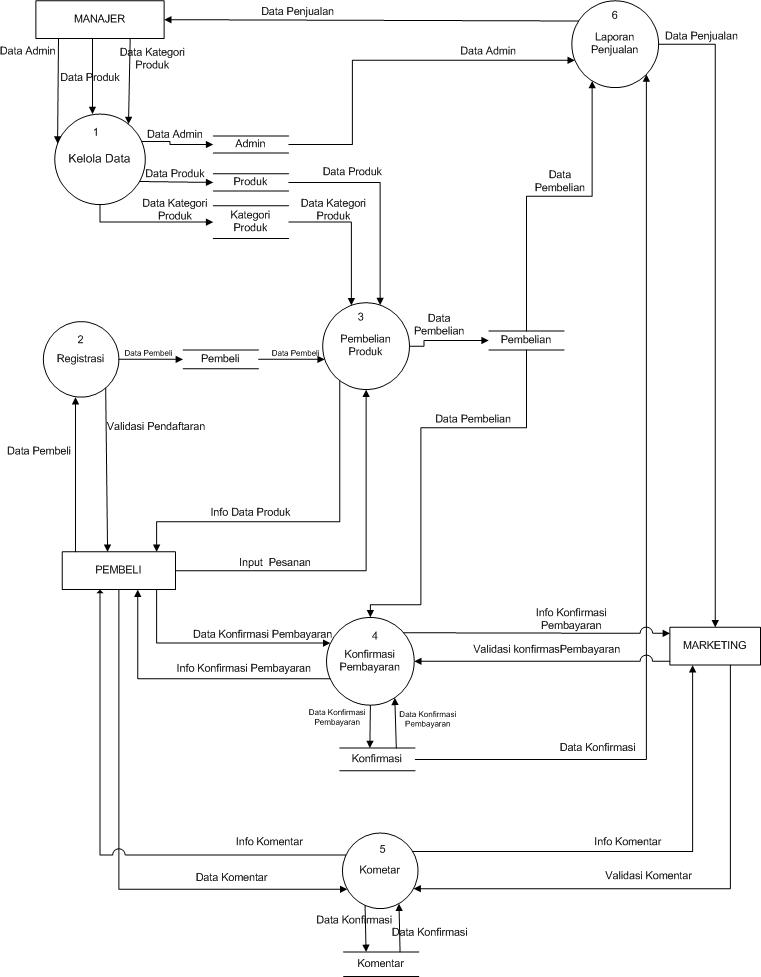 MANAJER
Data Penjualan
6
Laporan
Penjualan
Data Penjualan
Data Admin
Data Produk
Data Kategori
Produk
Data Admin
1
Kelola Data
Data Admin
Admin
Data Produk
Produk
Data Produk
Data Kategori
Produk
Kategori
Produk
Data Kategori
Produk
Data
Pembelian
2
Registrasi
Data Pembeli
Pembeli
Data Pembeli
3
Pembelian
Produk
Data
Pembelian
Pembelian
Validasi Pendaftaran
Data Pembeli
Data Pembelian
Info Data Produk
PEMBELI
Input Pesanan
Data Konfirmasi Pembayaran
Info Konfirmasi Pembayaran
4
Konfirmasi
Pembayaran
Info Konfirmasi
Pembayaran
Validasi konfirmasPembayaran
MARKETING
Data Konfirmasi
Pembayaran
Data Konfirmasi
Pembayaran
Konfirmasi
Data Konfirmasi
Info Komentar
5
Kometar
Info Komentar
Data Komentar
Validasi Komentar
Data Konfirmasi
Data Konfirmasi
Komentar